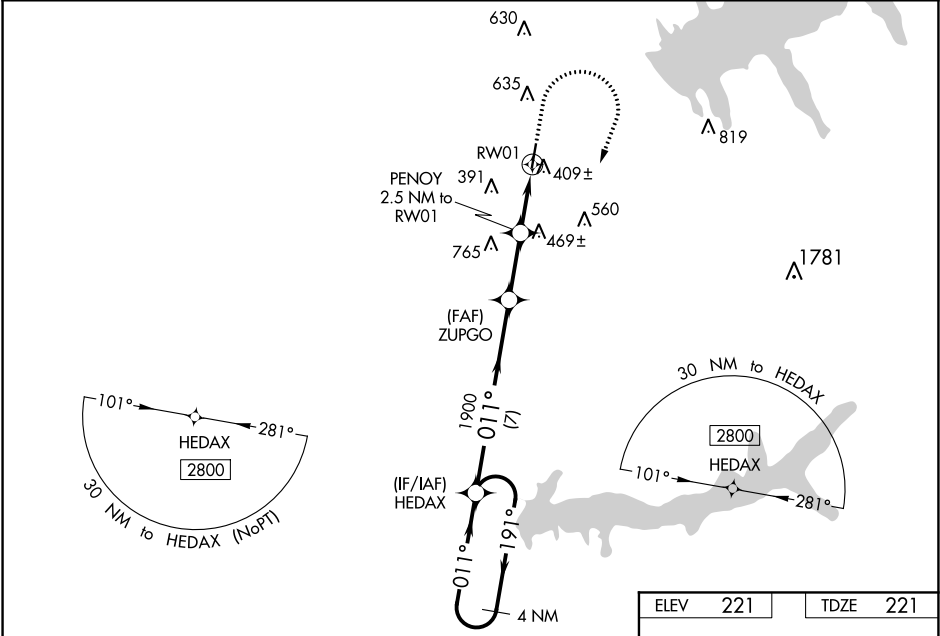 630
635
819
RW01
409±
PENOY
2.5 NM to
RW01
391
560
469±
765
1781
(FAF)
ZUPGO
30 NM to HEDAX
101°
281°
HEDAX
2800
30 NM to HEDAX (NoPT)
1900
011°
(7)
2800
HEDAX
101°
281°
(IF/IAF)
HEDAX
191°
011°
4 NM
ELEV 221
TDZE 221